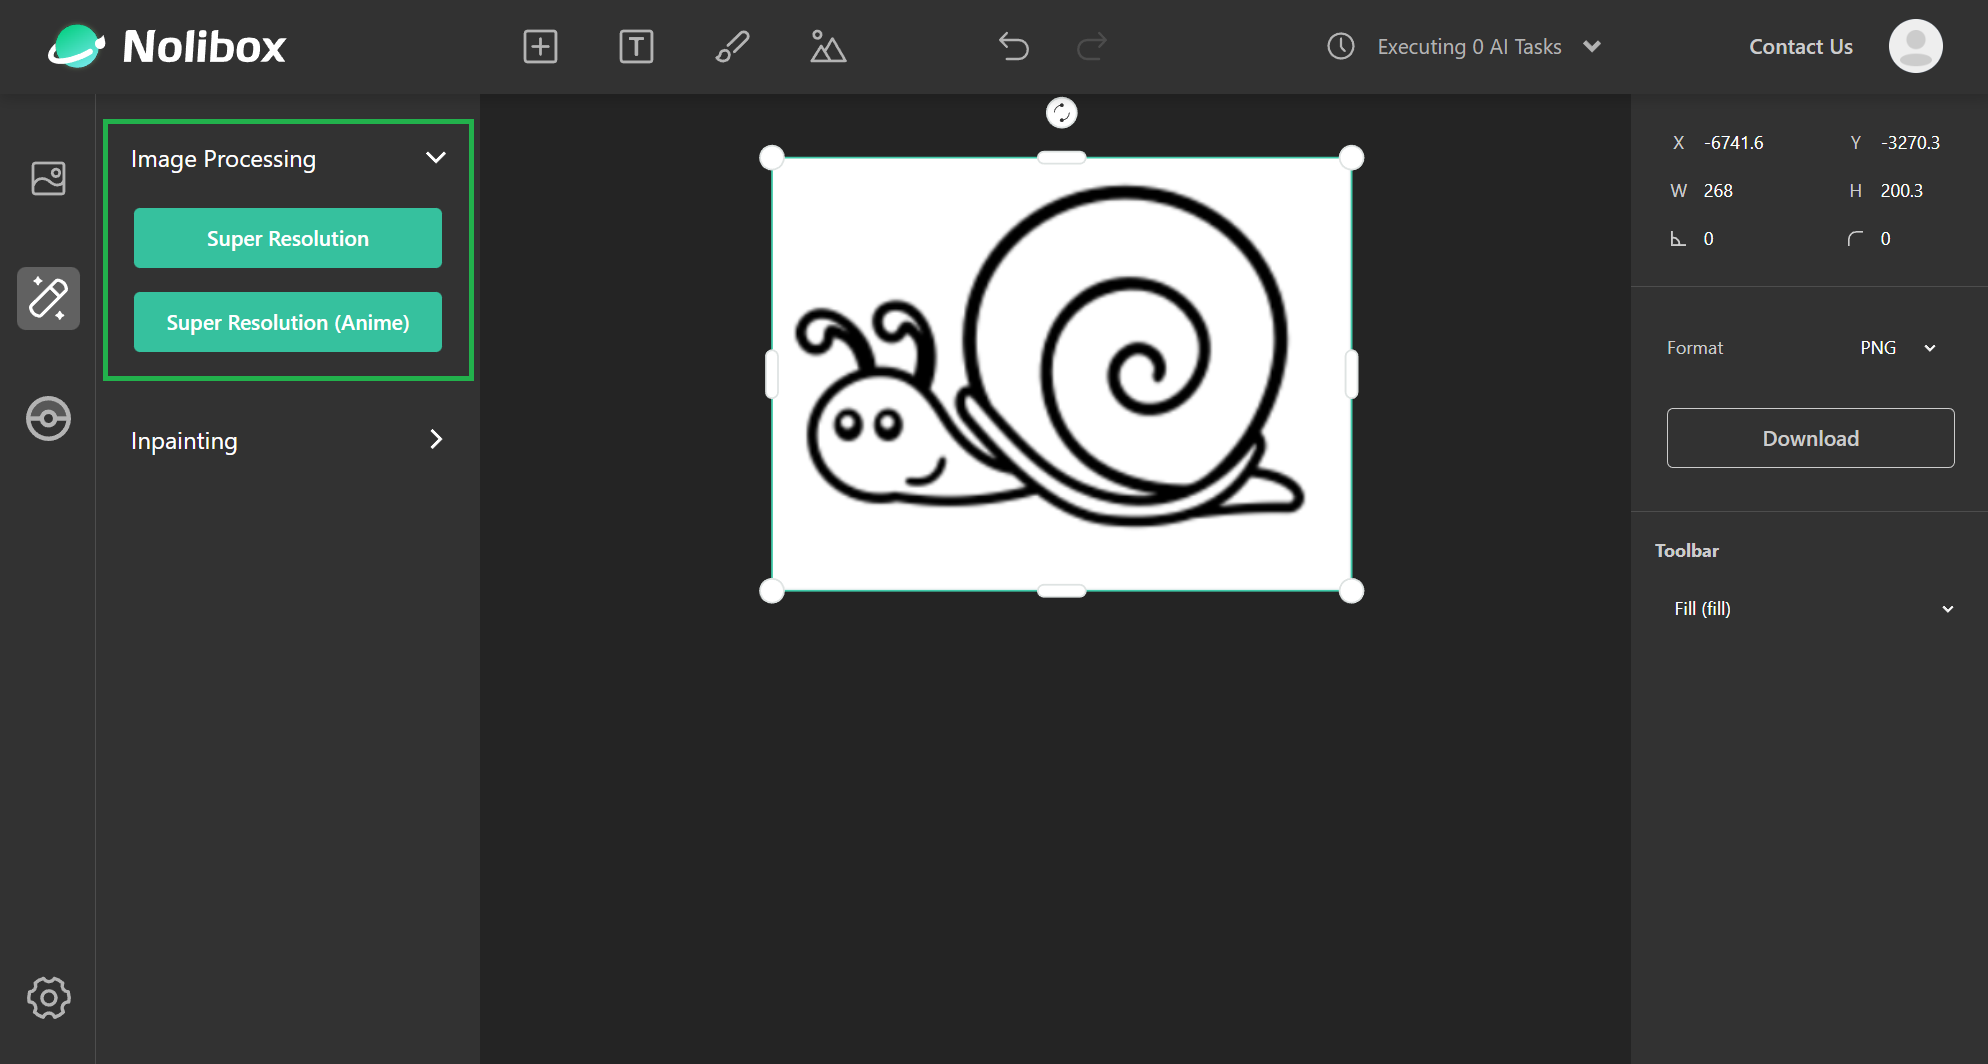 Nolibox
T
Executing 0 AI Tasks
Contact Us
Image Processing
Super Resolution
Super Resolution (Anime)
Inpainting
X -6741.6 Y -3270.3
W 268 H 200.3
0 0
Format PNG
Download
Toolbar
Fill (fill)